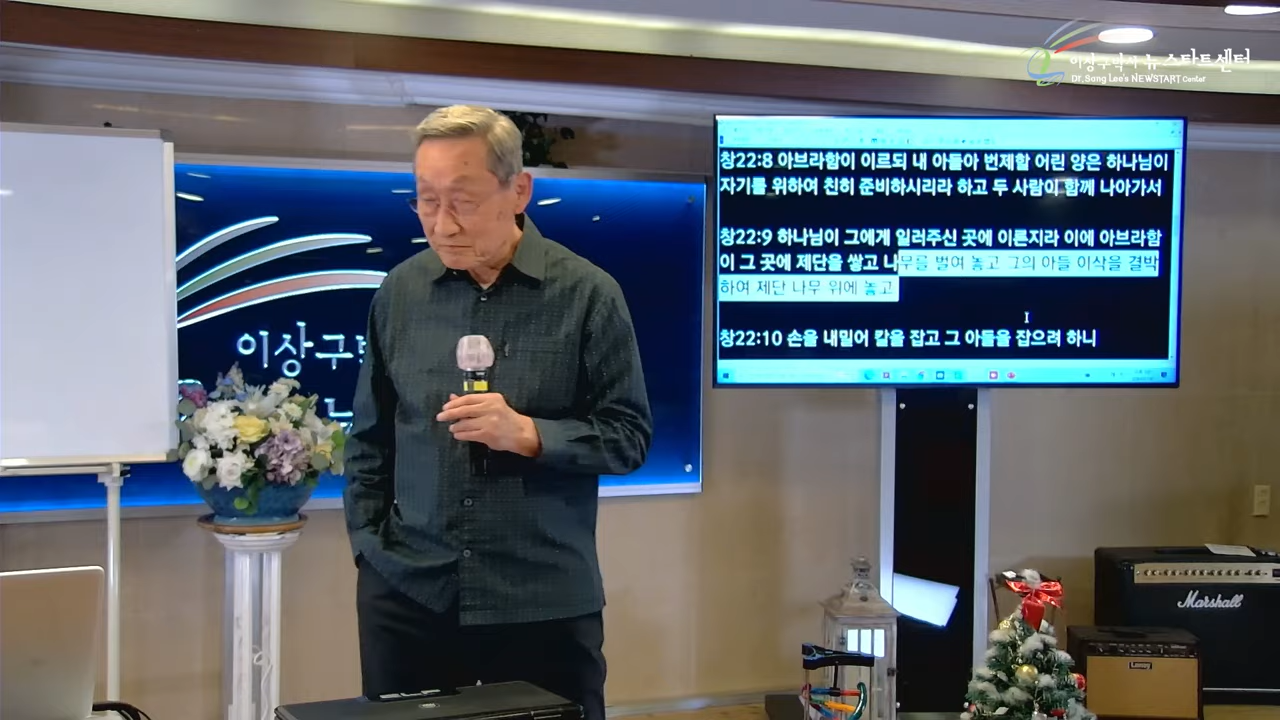 이상구박사 뉴스타트센터
Dr. Sang Lee's NEWSTART Center
창22:8 아브라함이 이르되 내 아들아 번제할 어린 양은 하나님이
자기를 위하여 친히 준비하시리라 하고 두 사람이 함께 나아가서
창22:9 하나님이 그에게 일러주신 곳에 이른지라 이에 아브라함
이 그 곳에 제단을 쌓고 나무를 벌여 놓고 그의 아들 이삭을 결박
하여 제단 나무 위에 놓고
창22:10 손을 내밀어 칼을 잡고 그 아들을 잡으려 하니
이상구
Marshall
Laney